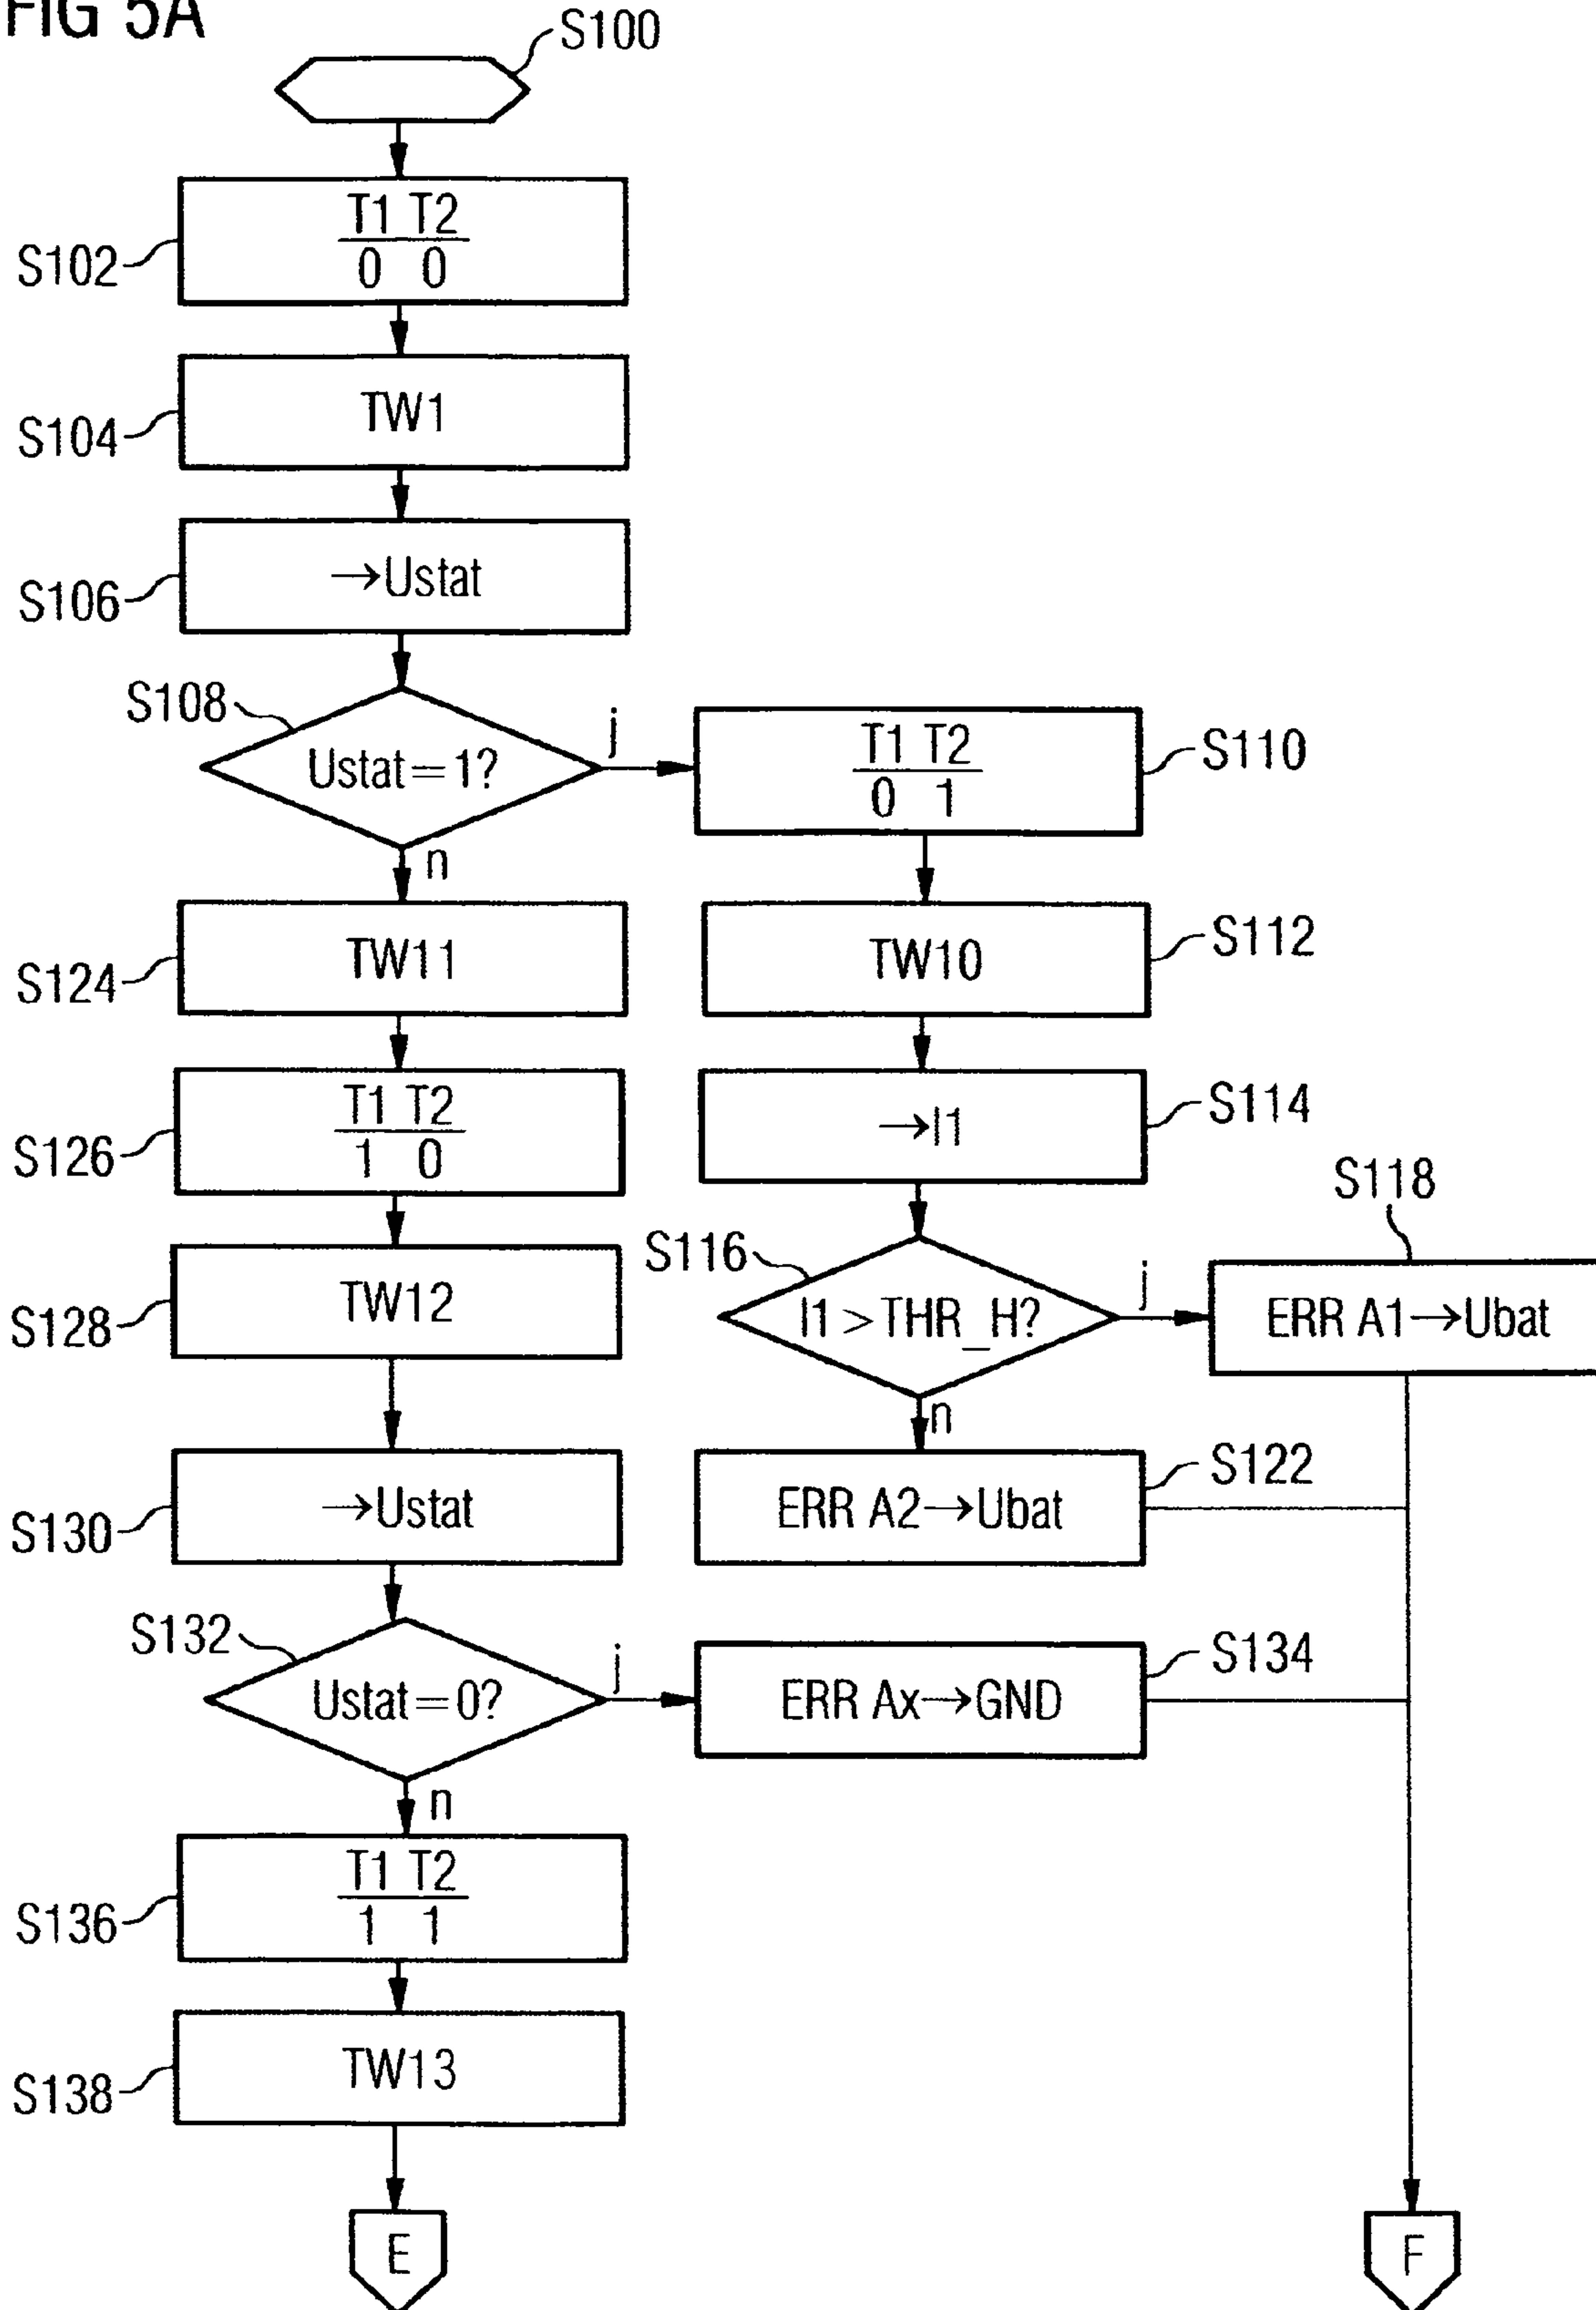 FIG 5A
S100
T1 T2
0 0
S102
TW1
S104
→Ustat
S106
S108
Ustat=1?
j
n
T1 T2
0 1
S110
TW11
S124
TW10
S112
T1 T2
1 0
S126
→I1
S114
TW12
S128
S116
I1 >THR_H?
j
n
S118
ERR A1→Ubat
→Ustat
S130
ERR A2→Ubat
S122
S132
Ustat=0?
j
n
ERR Ax→GND
S134
T1 T2
1 1
S136
TW13
S138
E
F